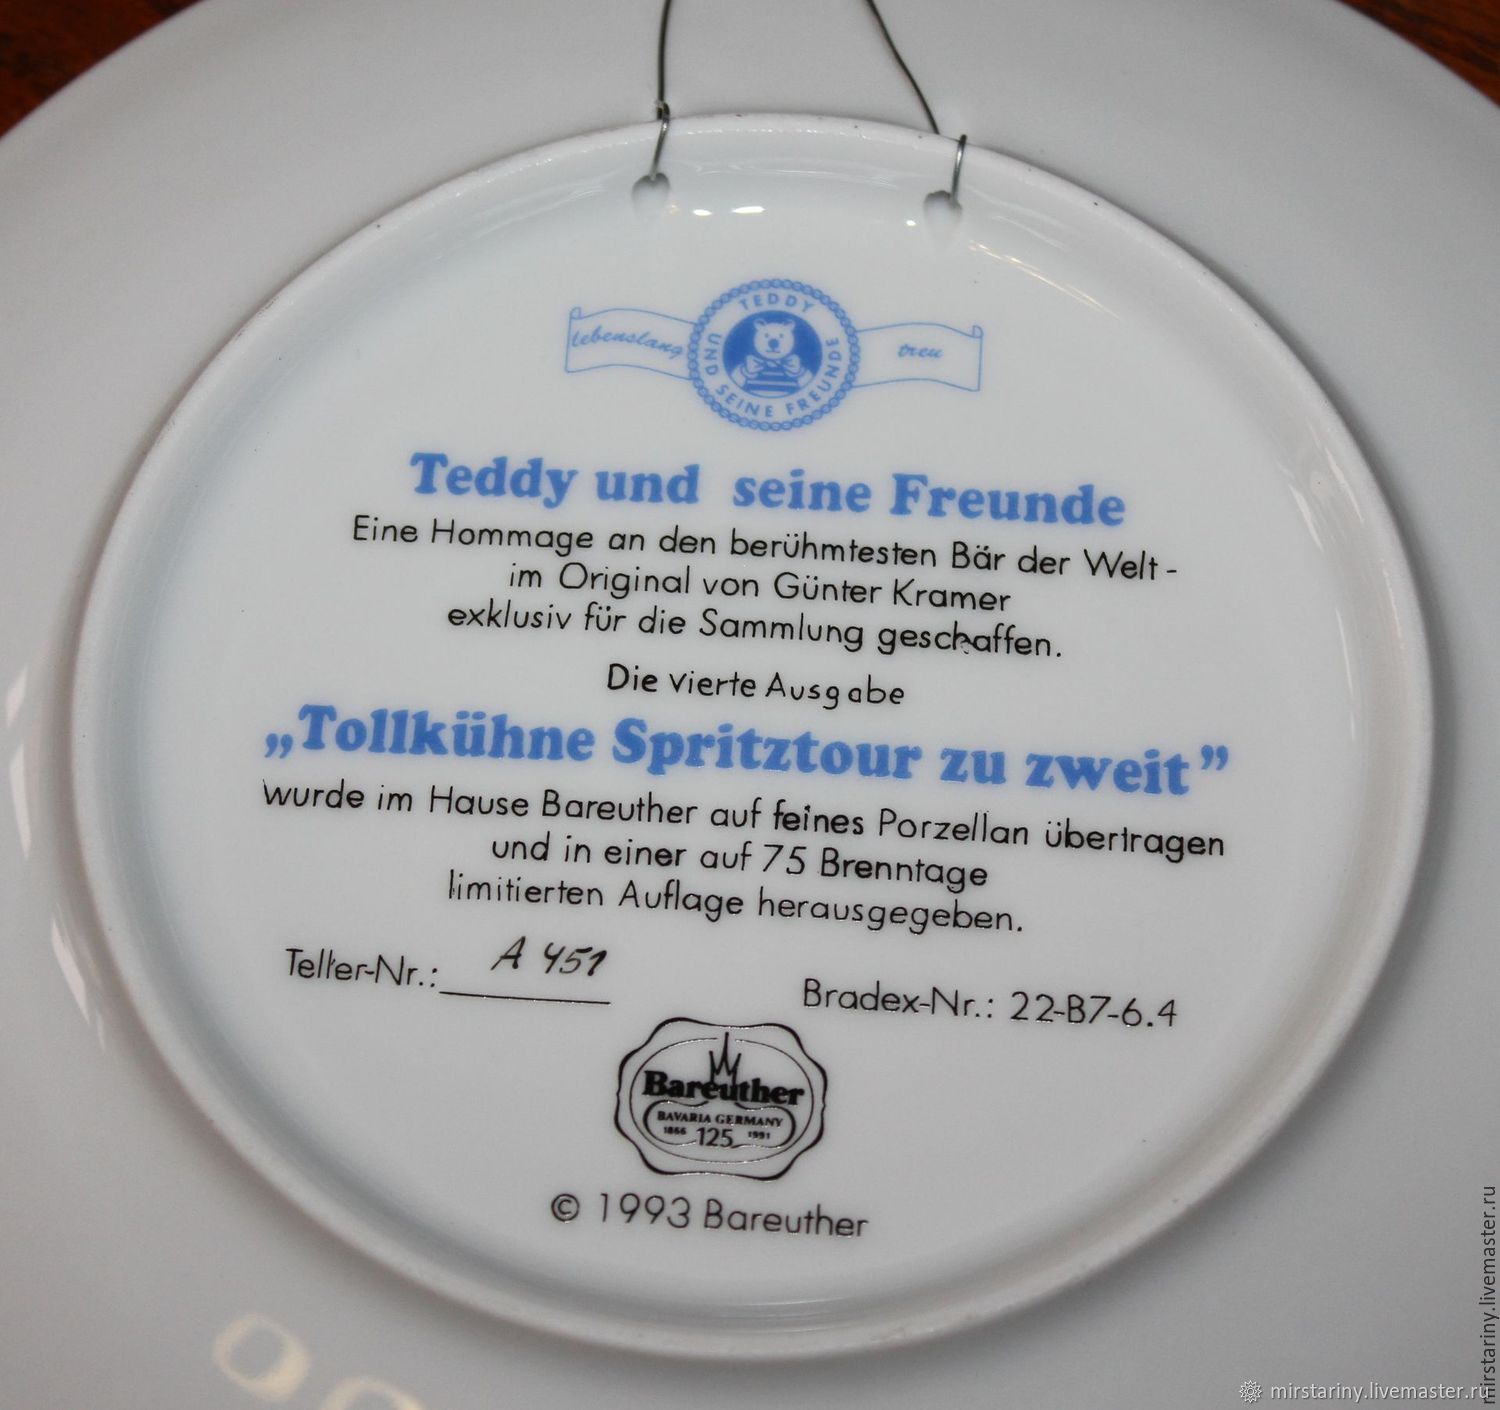 lebenslang treu
TEDDY UND SEINE FREUNDE
Teddy und seine Freunde
Eine Hommage an den berühmtesten Bär der Welt -
im Original von Günter Kramer
exklusiv für die Sammlung geschaffen.
Die vierte Ausgabe
„Tollkühne Spritztour zu zweit”
wurde im Hause Bareuther auf feines Porzellan übertragen
und in einer auf 75 Brenntage
limitierten Auflage herausgegeben.
Teller-Nr.: A 451 Bradex-Nr.: 22-B7-6.4
Bareuther
BAVARIA GERMANY
1866 125 1991
© 1993 Bareuther
mirstariny.livemaster.ru
mirstariny.livemaster.ru